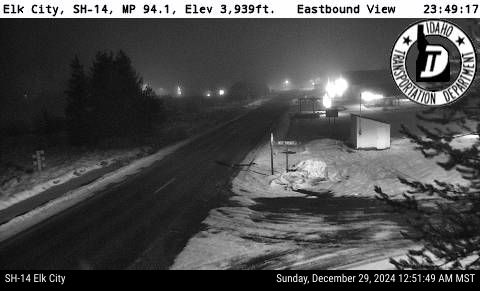 Elk City, SH-14, MP 94.1, Elev 3,939ft. Eastbound View 23:49:17
IDAHO
TRANSPORTATION DEPARTMENT
SH-14 Elk City Sunday, December 29, 2024 12:51:49 AM MST